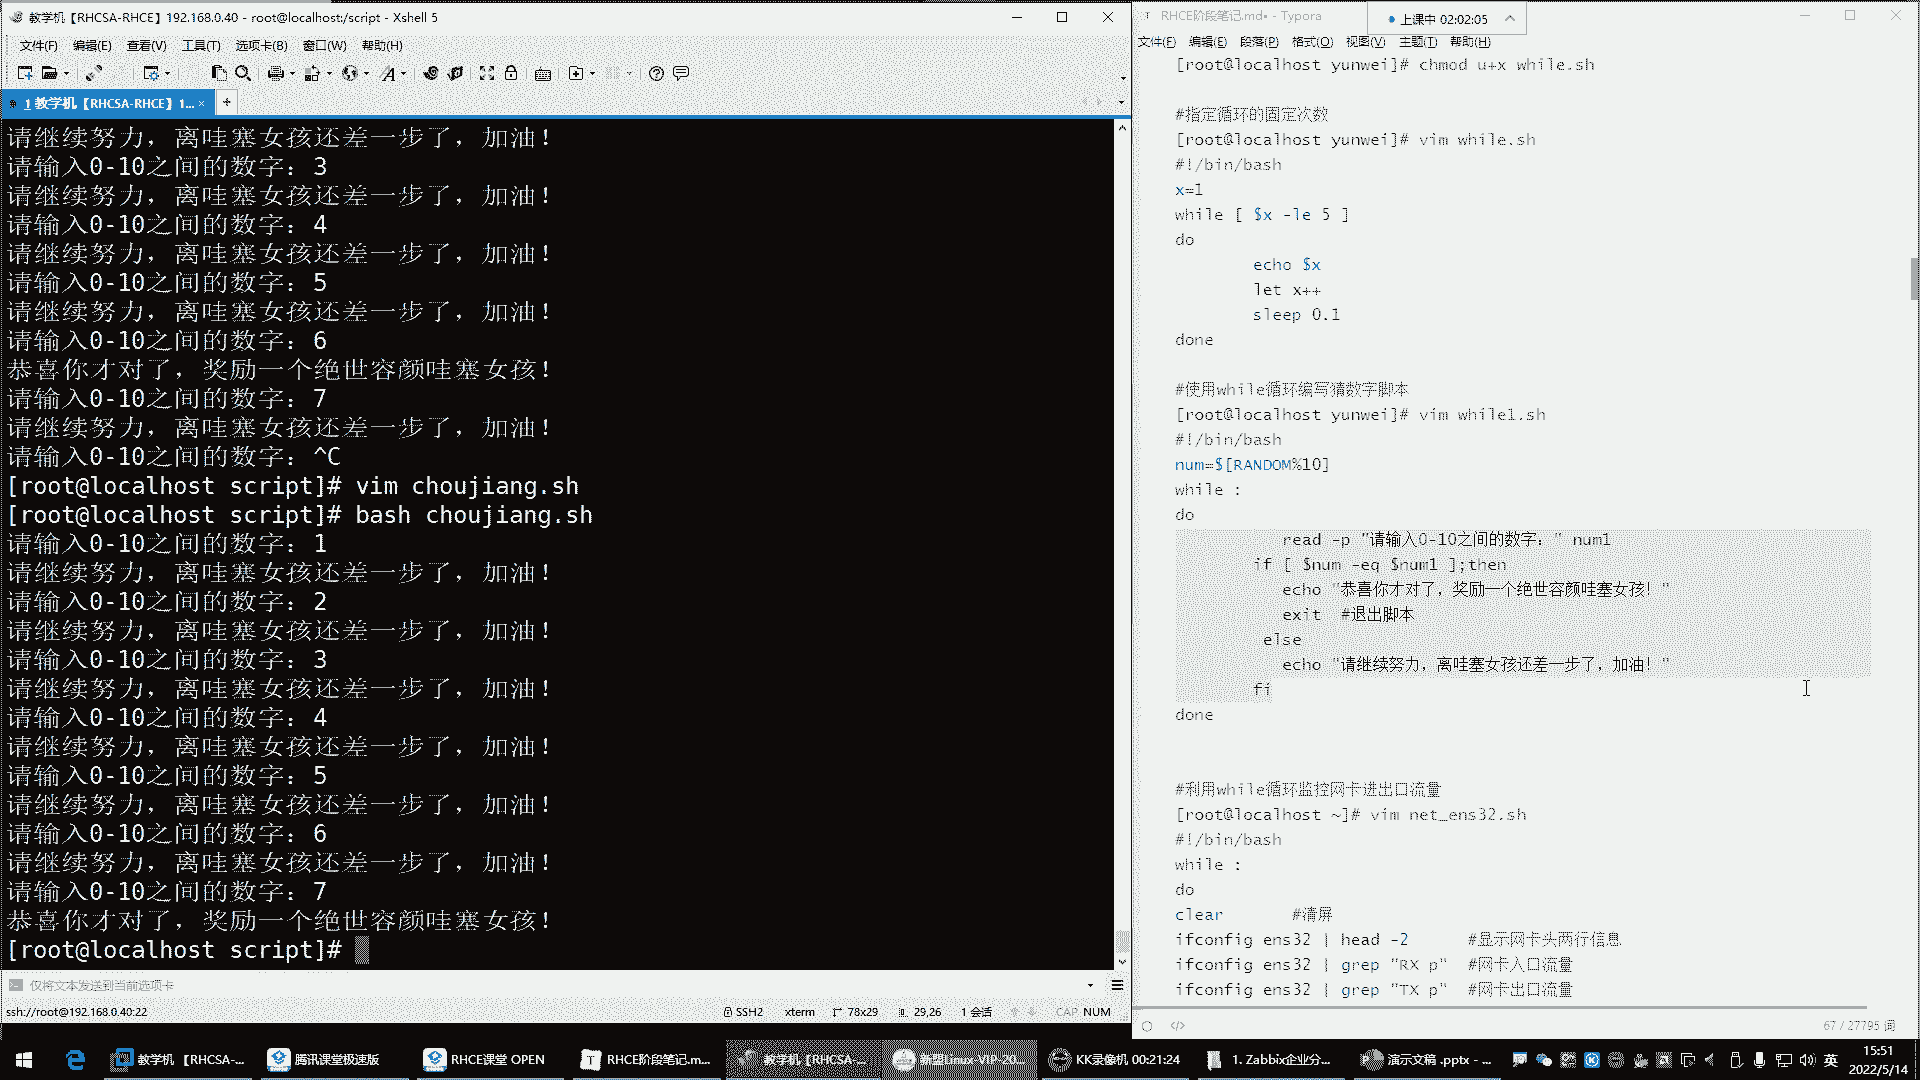 教学机【RHCSA-RHCE】192.168.0.40 - root@localhost:/script - Xshell 5
文件(F) 编辑(E) 查看(V) 工具(T) 选项卡(B) 窗口(W) 帮助(H)
1 教学机【RHCSA-RHCE】1... × +
请继续努力，离哇塞女孩还差一步了，加油！
请输入0-10之间的数字：3
请继续努力，离哇塞女孩还差一步了，加油！
请输入0-10之间的数字：4
请继续努力，离哇塞女孩还差一步了，加油！
请输入0-10之间的数字：5
请继续努力，离哇塞女孩还差一步了，加油！
请输入0-10之间的数字：6
恭喜你才对了，奖励一个绝世容颜哇塞女孩！
请输入0-10之间的数字：7
请继续努力，离哇塞女孩还差一步了，加油！
请输入0-10之间的数字：^C
[root@localhost script]# vim choujiang.sh
[root@localhost script]# bash choujiang.sh
请输入0-10之间的数字：1
请继续努力，离哇塞女孩还差一步了，加油！
请输入0-10之间的数字：2
请继续努力，离哇塞女孩还差一步了，加油！
请输入0-10之间的数字：3
请继续努力，离哇塞女孩还差一步了，加油！
请输入0-10之间的数字：4
请继续努力，离哇塞女孩还差一步了，加油！
请输入0-10之间的数字：5
请继续努力，离哇塞女孩还差一步了，加油！
请输入0-10之间的数字：6
请继续努力，离哇塞女孩还差一步了，加油！
请输入0-10之间的数字：7
恭喜你才对了，奖励一个绝世容颜哇塞女孩！
[root@localhost script]#
仅将文本发送到当前选项卡
ssh://root@192.168.0.40:22 SSH2 xterm 78x29 29,26 1 会话 CAP NUM
RHCE阶段笔记.md• - Typora
上课中 02:02:05
文件(F) 编辑(E) 段落(P) 格式(O) 视图(V) 主题(T) 帮助(H)
[root@localhost yunwei]# chmod u+x while.sh
#指定循环的固定次数
[root@localhost yunwei]# vim while.sh
#!/bin/bash
x=1
while [ $x -le 5 ]
do
echo $x
let x++
sleep 0.1
done
#使用while循环编写猜数字脚本
[root@localhost yunwei]# vim while1.sh
#!/bin/bash
num=$[RANDOM%10]
while :
do
read -p "请输入0-10之间的数字：" num1
if [ $num -eq $num1 ];then
echo "恭喜你才对了，奖励一个绝世容颜哇塞女孩！"
exit #退出脚本
else
echo "请继续努力，离哇塞女孩还差一步了，加油！"
fi
done
#利用while循环监控网卡进出口流量
[root@localhost ~]# vim net_ens32.sh
#!/bin/bash
while :
do
clear #清屏
ifconfig ens32 | head -2 #显示网卡头两行信息
ifconfig ens32 | grep "RX p" #网卡入口流量
ifconfig ens32 | grep "TX p" #网卡出口流量
67 / 27795 词
教学机 【RHCSA-... 腾讯课堂极速版 RHCE课堂 OPEN RHCE阶段笔记.m... 教学机【RHCSA-... 新盟Linux-VIP-20... KK录像机 00:21:24 1. Zabbix企业分... 演示文稿 .pptx - ... 英
15:51
2022/5/14